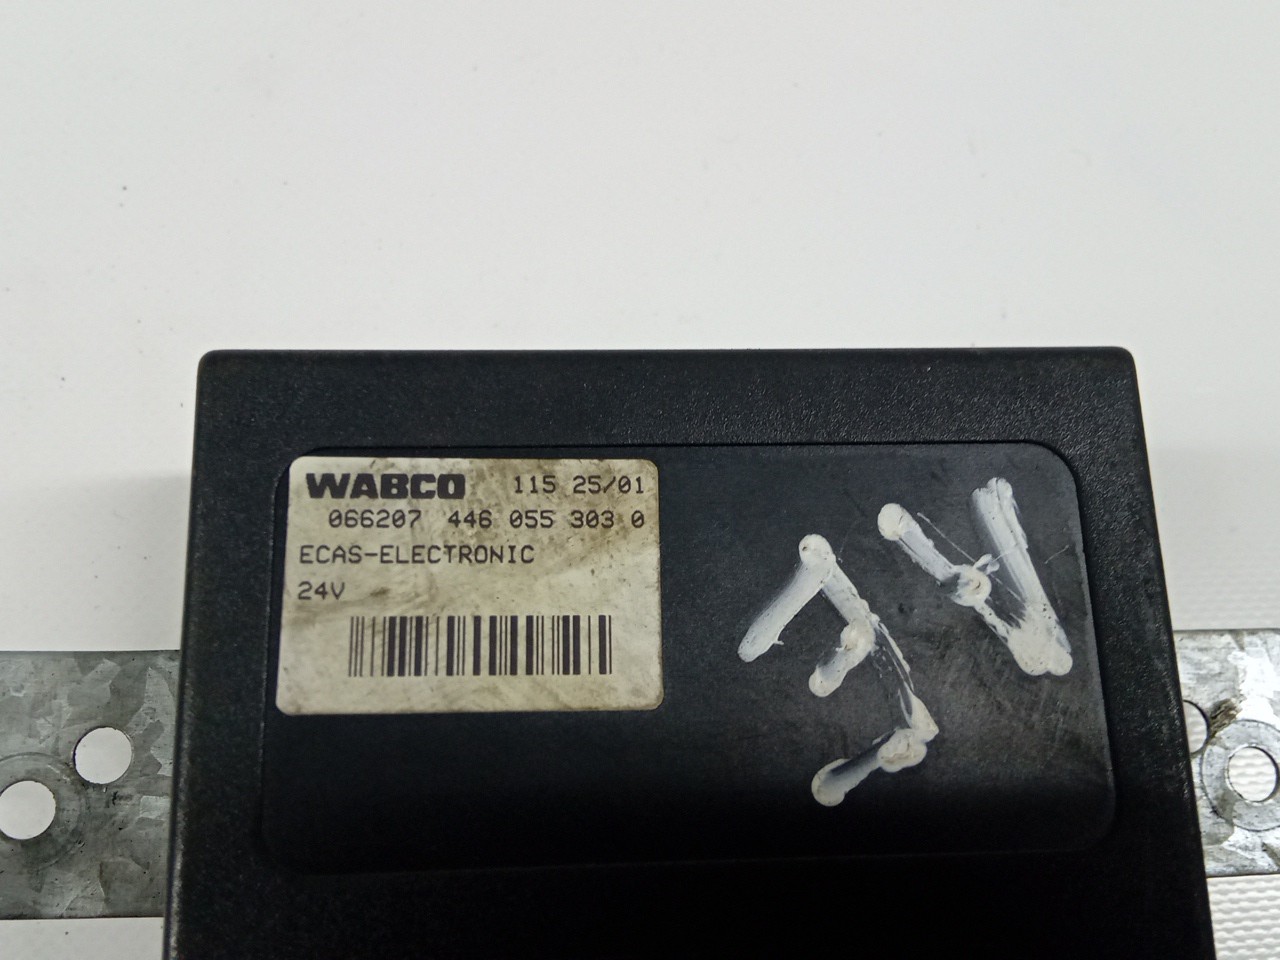 WABCO 115 25/01
066207 446 055 303 0
ECAS-ELECTRONIC
24V